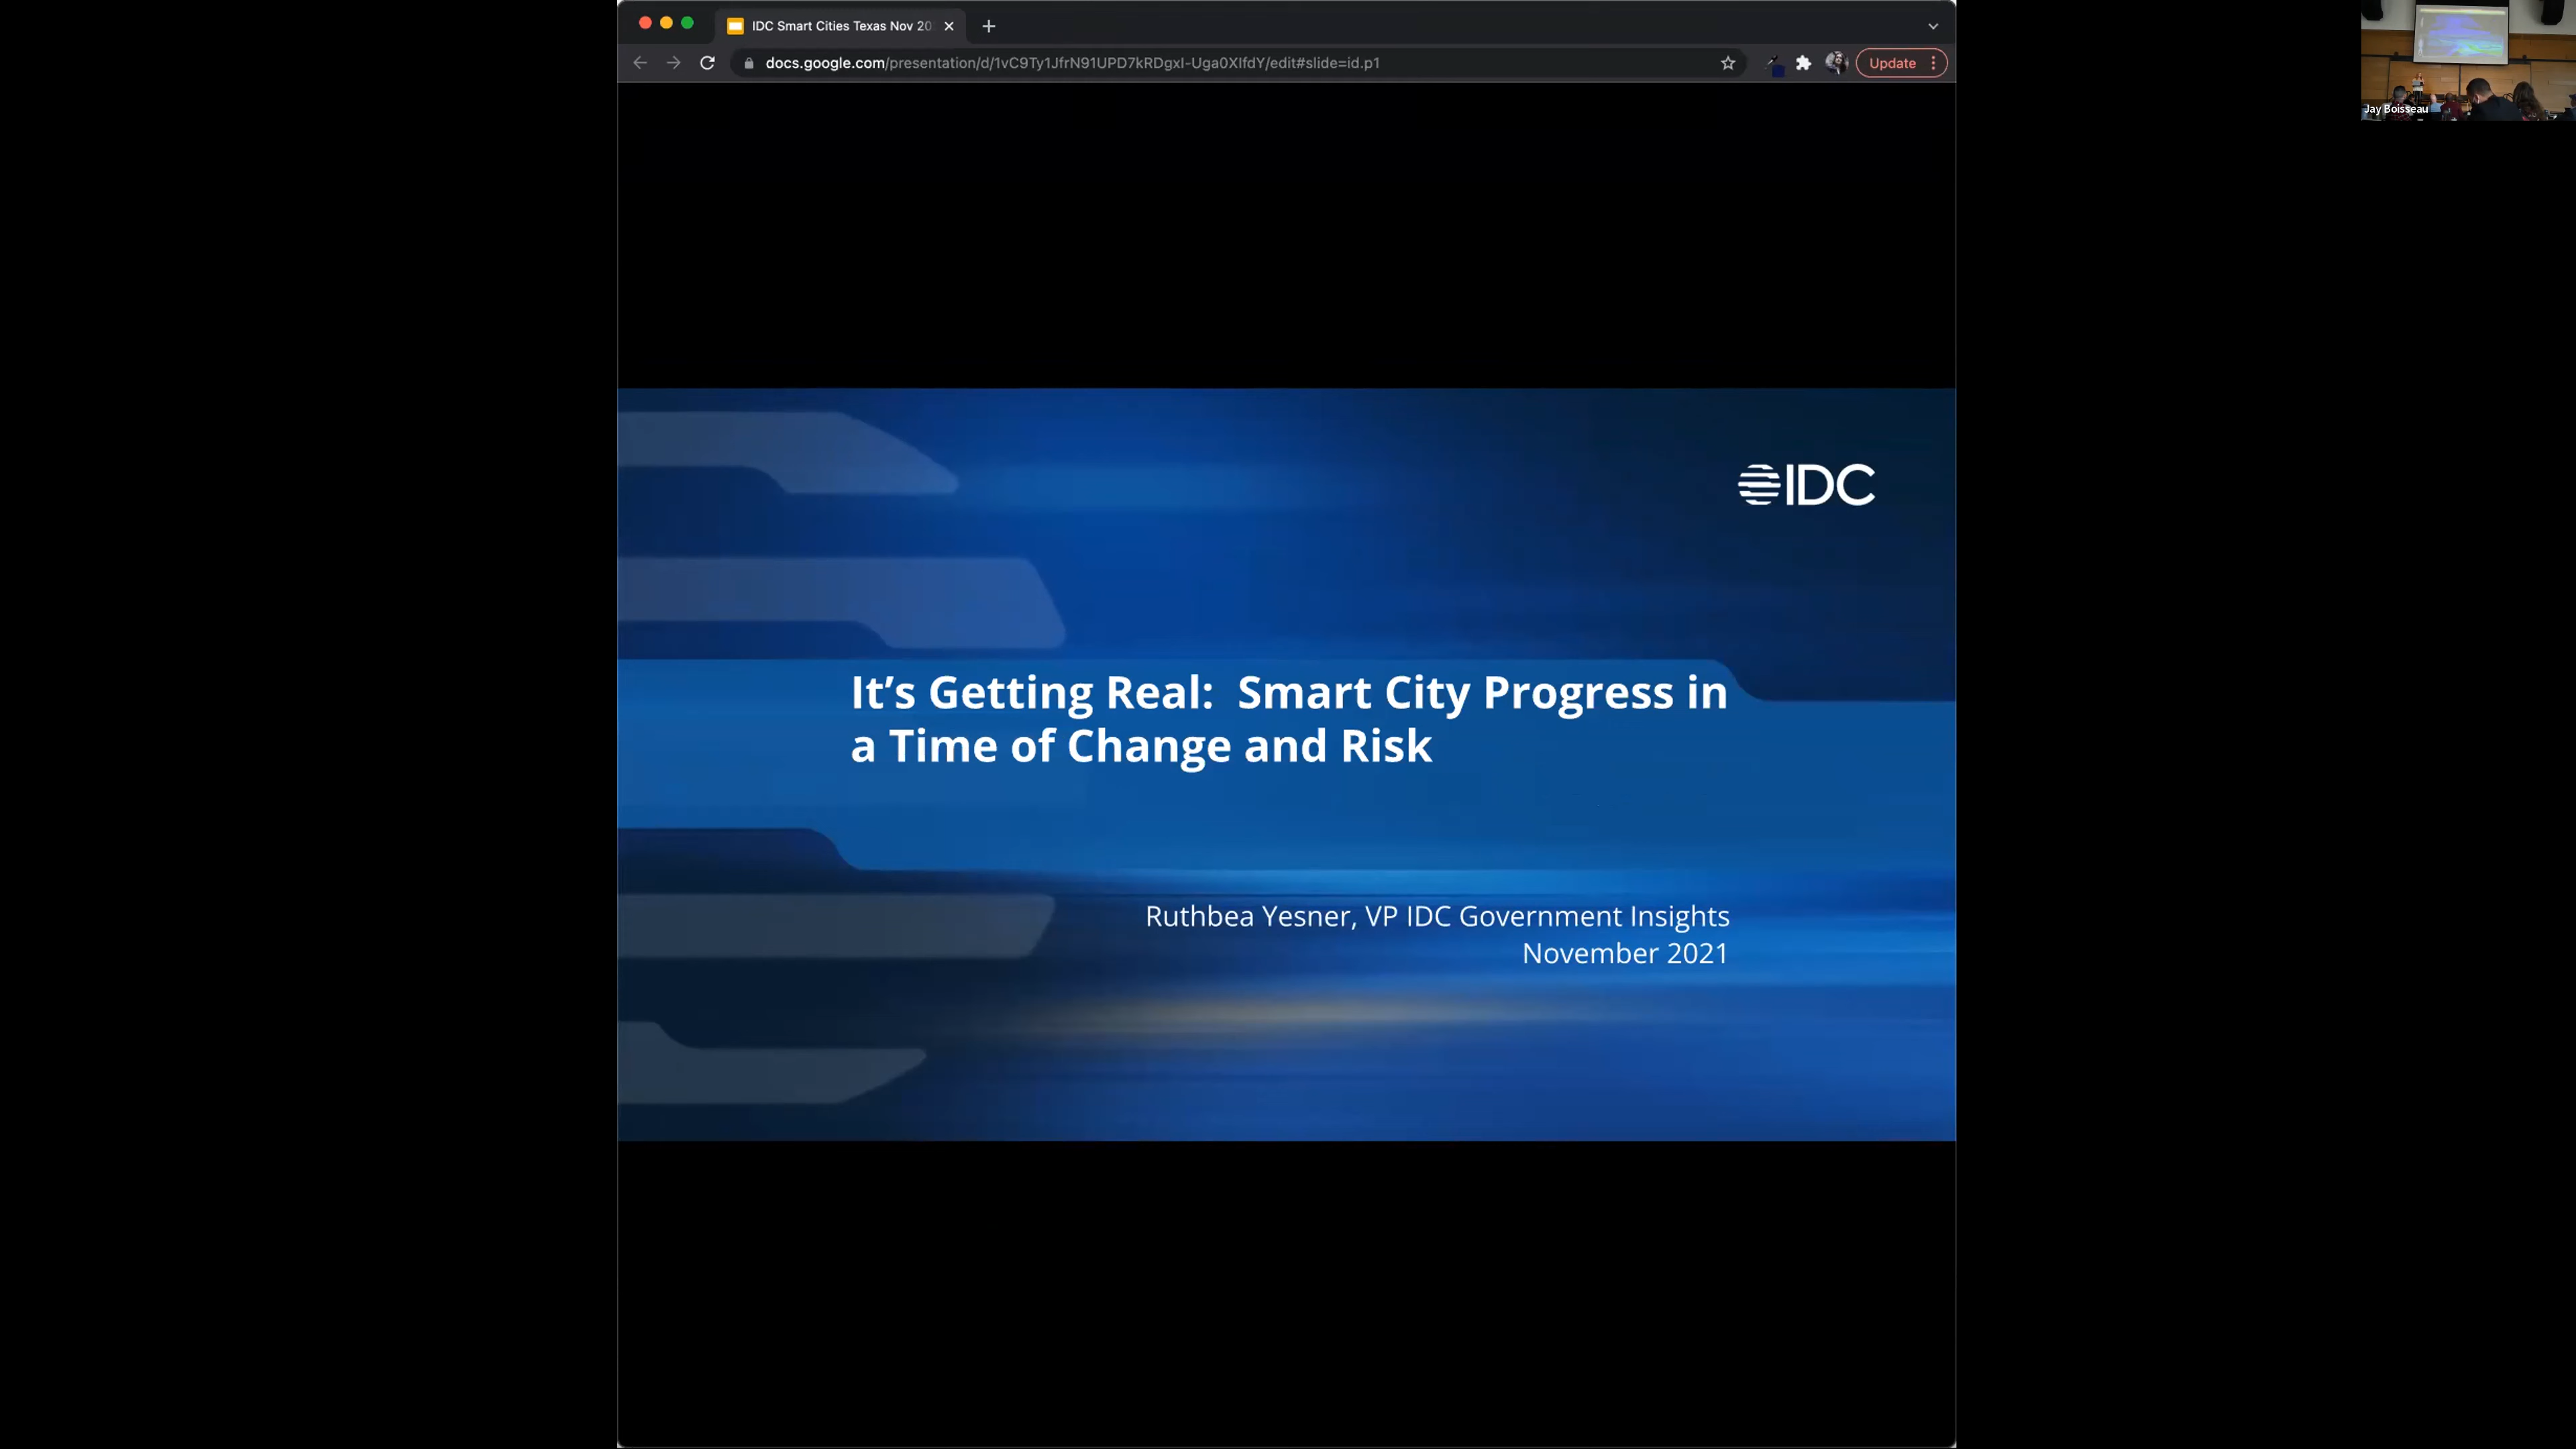 IDC Smart Cities Texas Nov 20
docs.google.com/presentation/d/1vC9Ty1JfrN91UPD7kRDgxI-Uga0XIfdY/edit#slide=id.p1
Update
Jay Boisseau
IDC
It’s Getting Real:  Smart City Progress in
a Time of Change and Risk
Ruthbea Yesner, VP IDC Government Insights
November 2021